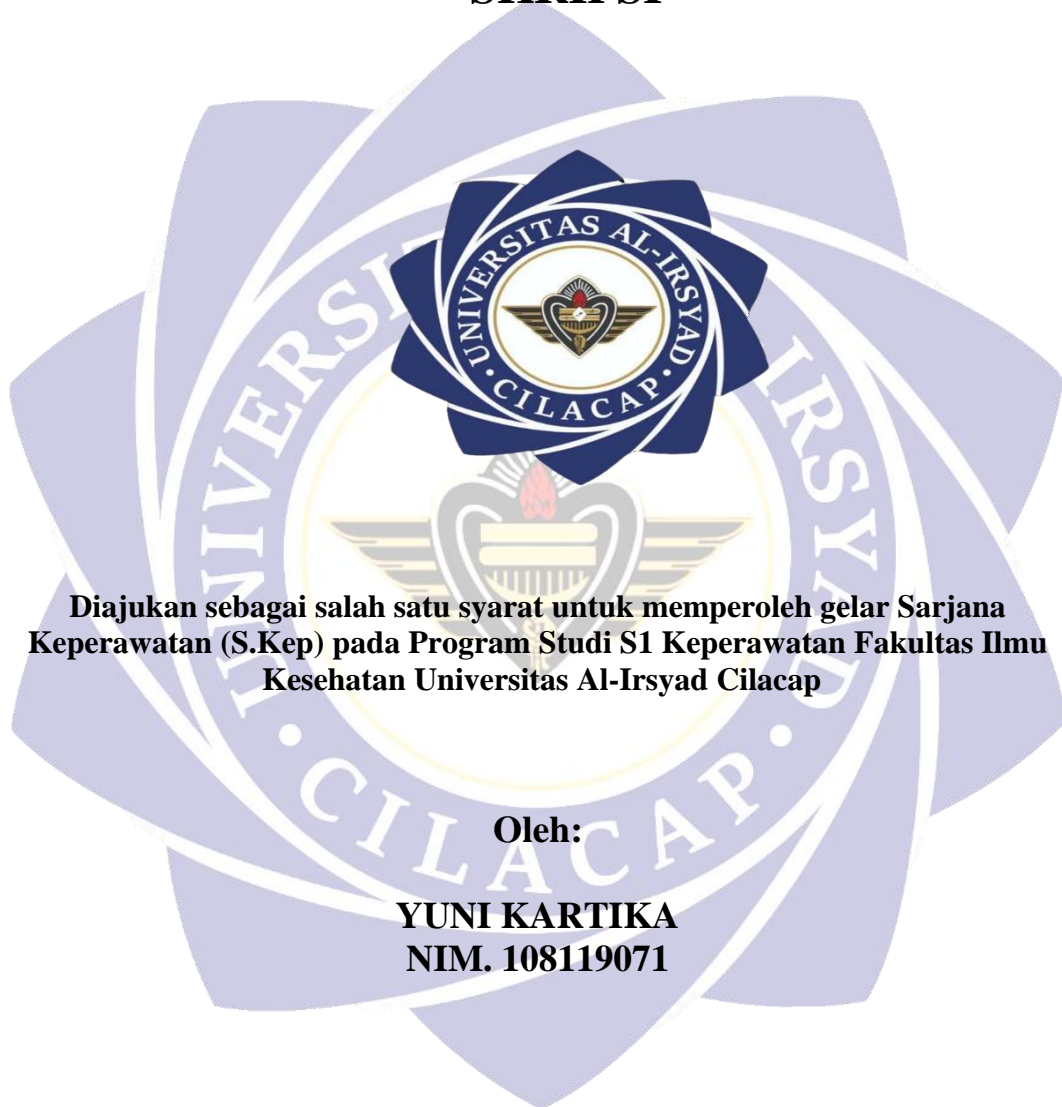 UNIVERSITAS AL-IRSYAD
• CILACAP •
Diajukan sebagai salah satu syarat untuk memperoleh gelar Sarjana
Keperawatan (S.Kep) pada Program Studi S1 Keperawatan Fakultas Ilmu
Kesehatan Universitas Al-Irsyad Cilacap
Oleh:
YUNI KARTIKA
NIM. 108119071